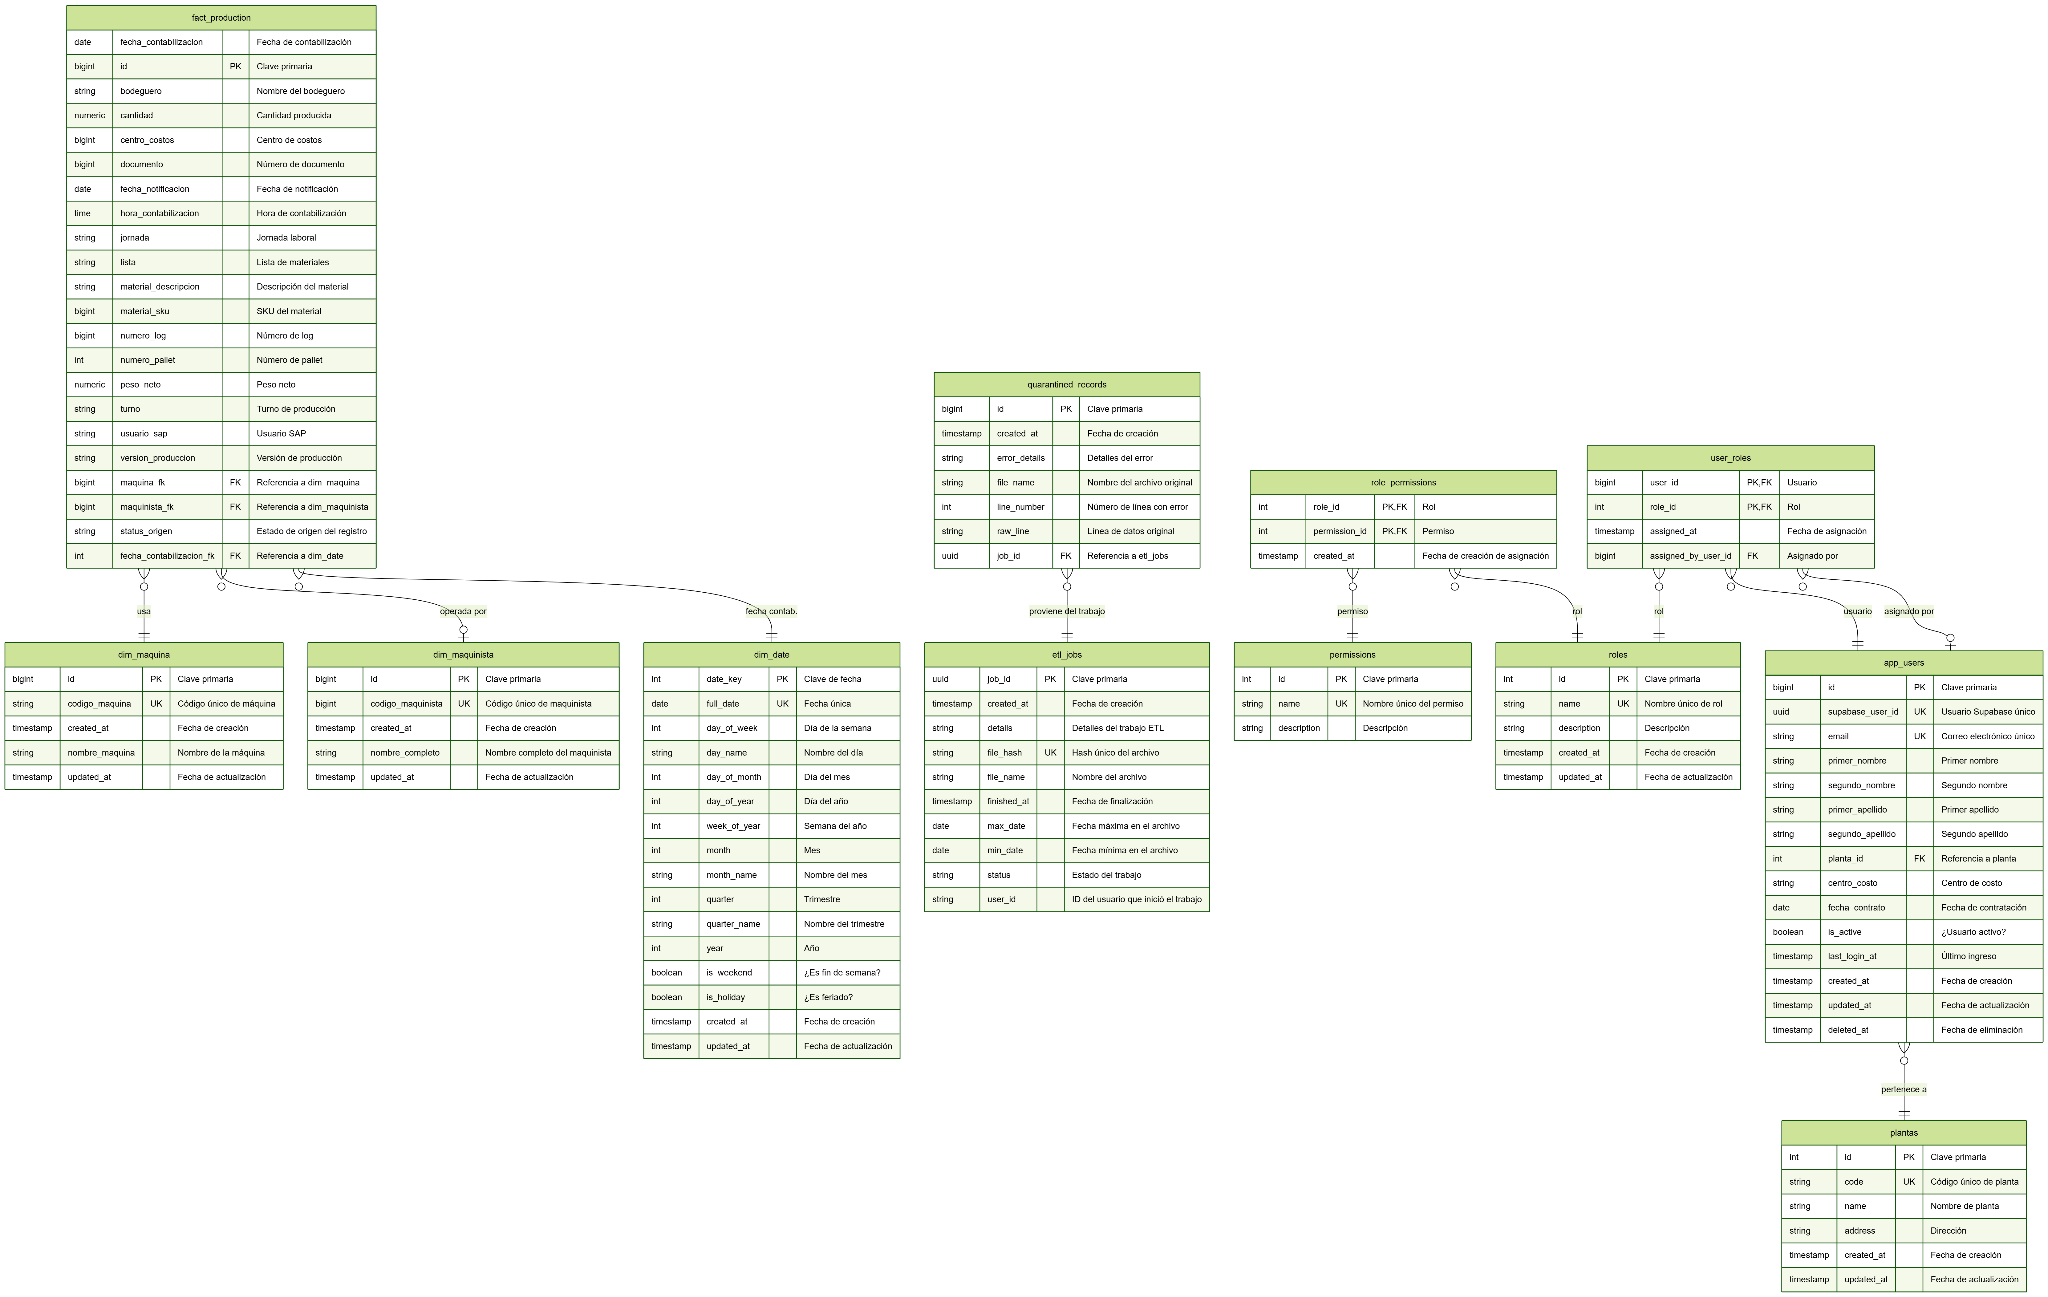 fact_production
date fecha_contabilizacion Fecha de contabilización
bigint id PK Clave primaria
string bodeguero Nombre del bodeguero
numeric cantidad Cantidad producida
bigint centro_costos Centro de costos
bigint documento Número de documento
date fecha_notificacion Fecha de notificación
time hora_contabilizacion Hora de contabilización
string jornada Jornada laboral
string lista Lista de materiales
string material_descripcion Descripción del material
bigint material_sku SKU del material
bigint numero_log Número de log
int numero_pallet Número de pallet
numeric peso_neto Peso neto
string turno Turno de producción
string usuario_sap Usuario SAP
string version_produccion Versión de producción
bigint maquina_fk FK Referencia a dim_maquina
bigint maquinista_fk FK Referencia a dim_maquinista
string status_origen Estado de origen del registro
int fecha_contabilizacion_fk FK Referencia a dim_date
quarantined_records
bigint id PK Clave primaria
timestamp created_at Fecha de creación
string error_details Detalles del error
string file_name Nombre del archivo original
int line_number Número de línea con error
string raw_line Línea de datos original
uuid job_id FK Referencia a etl_jobs
role_permissions
int role_id PK,FK Rol
int permission_id PK,FK Permiso
timestamp created_at Fecha de creación de asignación
user_roles
bigint user_id PK,FK Usuario
int role_id PK,FK Rol
timestamp assigned_at Fecha de asignación
bigint assigned_by_user_id FK Asignado por
usa
operada por
fecha contab.
proviene del trabajo
permiso
rol
rol
usuario
asignado por
dim_maquina
bigint id PK Clave primaria
string codigo_maquina UK Código único de máquina
timestamp created_at Fecha de creación
string nombre_maquina Nombre de la máquina
timestamp updated_at Fecha de actualización
dim_maquinista
bigint id PK Clave primaria
bigint codigo_maquinista UK Código único de maquinista
timestamp created_at Fecha de creación
string nombre_completo Nombre completo del maquinista
timestamp updated_at Fecha de actualización
dim_date
int date_key PK Clave de fecha
date full_date UK Fecha única
int day_of_week Día de la semana
string day_name Nombre del día
int day_of_month Día del mes
int day_of_year Día del año
int week_of_year Semana del año
int month Mes
string month_name Nombre del mes
int quarter Trimestre
string quarter_name Nombre del trimestre
int year Año
boolean is_weekend ¿Es fin de semana?
boolean is_holiday ¿Es feriado?
timestamp created_at Fecha de creación
timestamp updated_at Fecha de actualización
etl_jobs
uuid job_id PK Clave primaria
timestamp created_at Fecha de creación
string details Detalles del trabajo ETL
string file_hash UK Hash único del archivo
string file_name Nombre del archivo
timestamp finished_at Fecha de finalización
date max_date Fecha máxima en el archivo
date min_date Fecha mínima en el archivo
string status Estado del trabajo
string user_id ID del usuario que inició el trabajo
permissions
int id PK Clave primaria
string name UK Nombre único del permiso
string description Descripción
roles
int id PK Clave primaria
string name UK Nombre único de rol
string description Descripción
timestamp created_at Fecha de creación
timestamp updated_at Fecha de actualización
app_users
bigint id PK Clave primaria
uuid supabase_user_id UK Usuario Supabase único
string email UK Correo electrónico único
string primer_nombre Primer nombre
string segundo_nombre Segundo nombre
string primer_apellido Primer apellido
string segundo_apellido Segundo apellido
int planta_id FK Referencia a planta
string centro_costo Centro de costo
date fecha_contrato Fecha de contratación
boolean is_active ¿Usuario activo?
timestamp last_login_at Último ingreso
timestamp created_at Fecha de creación
timestamp updated_at Fecha de actualización
timestamp deleted_at Fecha de eliminación
pertenece a
plantas
int id PK Clave primaria
string code UK Código único de planta
string name Nombre de planta
string address Dirección
timestamp created_at Fecha de creación
timestamp updated_at Fecha de actualización